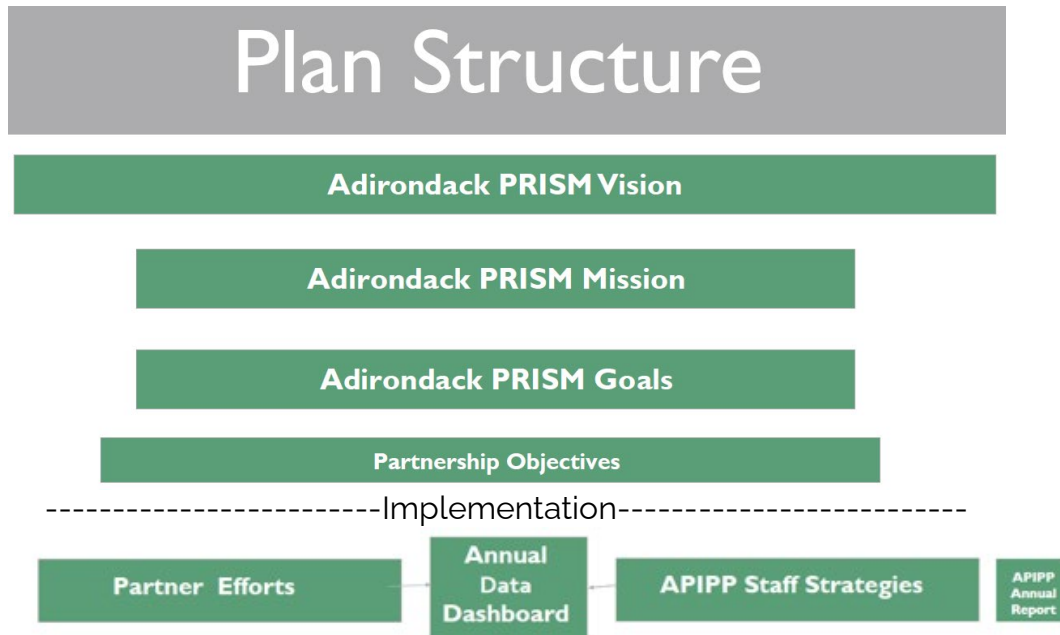 Plan Structure
Adirondack PRISM Vision
Adirondack PRISM Mission
Adirondack PRISM Goals
Partnership Objectives
-------------------------Implementation--------------------------
Partner Efforts
Annual
Data
Dashboard
APIPP Staff Strategies
APIPP
Annual
Report